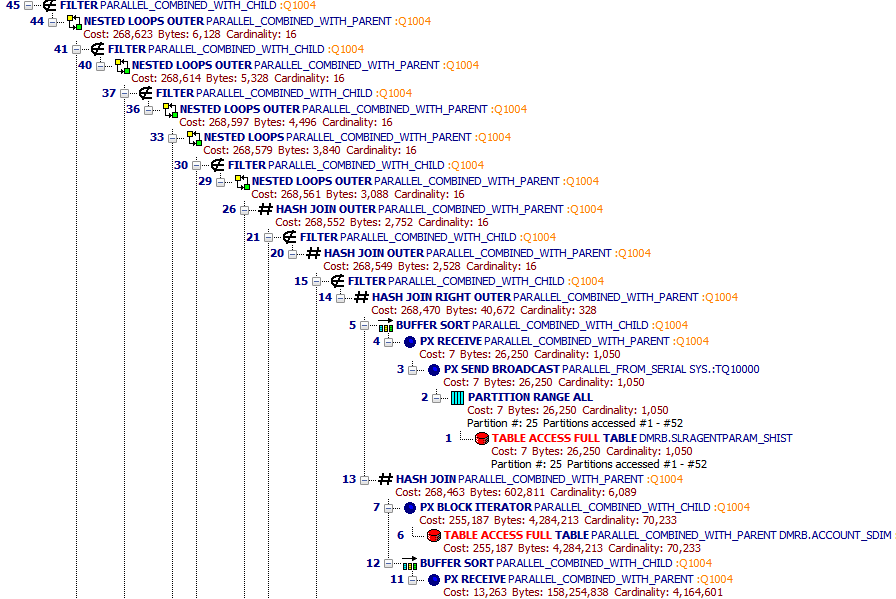 45 FILTER PARALLEL_COMBINED_WITH_CHILD :Q1004
44 NESTED LOOPS OUTER PARALLEL_COMBINED_WITH_PARENT :Q1004
Cost: 268,623 Bytes: 6,128 Cardinality: 16
41 FILTER PARALLEL_COMBINED_WITH_CHILD :Q1004
40 NESTED LOOPS OUTER PARALLEL_COMBINED_WITH_PARENT :Q1004
Cost: 268,614 Bytes: 5,328 Cardinality: 16
37 FILTER PARALLEL_COMBINED_WITH_CHILD :Q1004
36 NESTED LOOPS OUTER PARALLEL_COMBINED_WITH_PARENT :Q1004
Cost: 268,597 Bytes: 4,496 Cardinality: 16
33 NESTED LOOPS PARALLEL_COMBINED_WITH_PARENT :Q1004
Cost: 268,579 Bytes: 3,840 Cardinality: 16
30 FILTER PARALLEL_COMBINED_WITH_CHILD :Q1004
29 NESTED LOOPS OUTER PARALLEL_COMBINED_WITH_PARENT :Q1004
Cost: 268,561 Bytes: 3,088 Cardinality: 16
26 HASH JOIN OUTER PARALLEL_COMBINED_WITH_PARENT :Q1004
Cost: 268,552 Bytes: 2,752 Cardinality: 16
21 FILTER PARALLEL_COMBINED_WITH_CHILD :Q1004
20 HASH JOIN OUTER PARALLEL_COMBINED_WITH_PARENT :Q1004
Cost: 268,549 Bytes: 2,528 Cardinality: 16
15 FILTER PARALLEL_COMBINED_WITH_CHILD :Q1004
14 HASH JOIN RIGHT OUTER PARALLEL_COMBINED_WITH_PARENT :Q1004
Cost: 268,470 Bytes: 40,672 Cardinality: 328
5 BUFFER SORT PARALLEL_COMBINED_WITH_CHILD :Q1004
4 PX RECEIVE PARALLEL_COMBINED_WITH_PARENT :Q1004
Cost: 7 Bytes: 26,250 Cardinality: 1,050
3 PX SEND BROADCAST PARALLEL_FROM_SERIAL SYS.:TQ10000
Cost: 7 Bytes: 26,250 Cardinality: 1,050
2 PARTITION RANGE ALL
Cost: 7 Bytes: 26,250 Cardinality: 1,050
Partition #: 25 Partitions accessed #1 - #52
1 TABLE ACCESS FULL TABLE DMRB.SLRAGENTPARAM_SHIST
Cost: 7 Bytes: 26,250 Cardinality: 1,050
Partition #: 25 Partitions accessed #1 - #52
13 HASH JOIN PARALLEL_COMBINED_WITH_PARENT :Q1004
Cost: 268,463 Bytes: 602,811 Cardinality: 6,089
7 PX BLOCK ITERATOR PARALLEL_COMBINED_WITH_CHILD :Q1004
Cost: 255,187 Bytes: 4,284,213 Cardinality: 70,233
6 TABLE ACCESS FULL TABLE PARALLEL_COMBINED_WITH_PARENT DMRB.ACCOUNT_SDIM
Cost: 255,187 Bytes: 4,284,213 Cardinality: 70,233
12 BUFFER SORT PARALLEL_COMBINED_WITH_CHILD :Q1004
11 PX RECEIVE PARALLEL_COMBINED_WITH_PARENT :Q1004
Cost: 13,263 Bytes: 158,254,838 Cardinality: 4,164,601